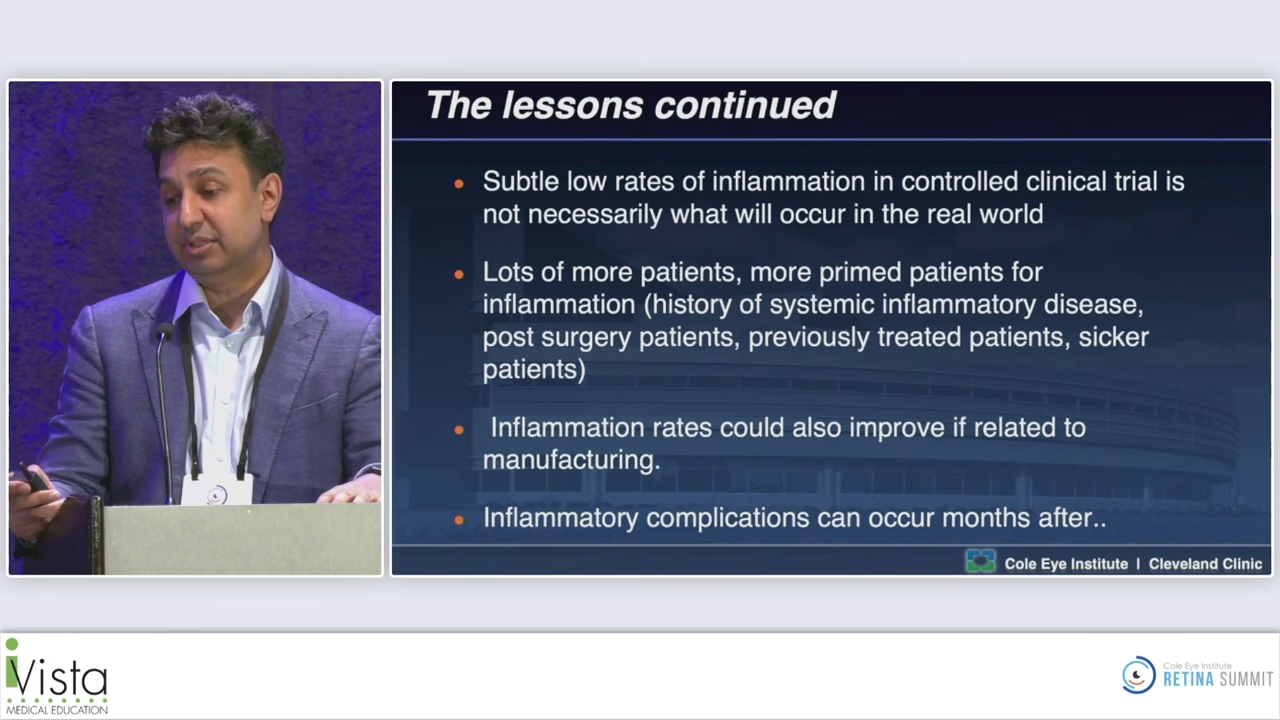 The lessons continued
• Subtle low rates of inflammation in controlled clinical trial is
not necessarily what will occur in the real world
• Lots of more patients, more primed patients for
inflammation (history of systemic inflammatory disease,
post surgery patients, previously treated patients, sicker
patients)
• Inflammation rates could also improve if related to
manufacturing.
• Inflammatory complications can occur months after..
Cole Eye Institute | Cleveland Clinic
iVista
MEDICAL EDUCATION
Cole Eye Institute
RETINA SUMMIT